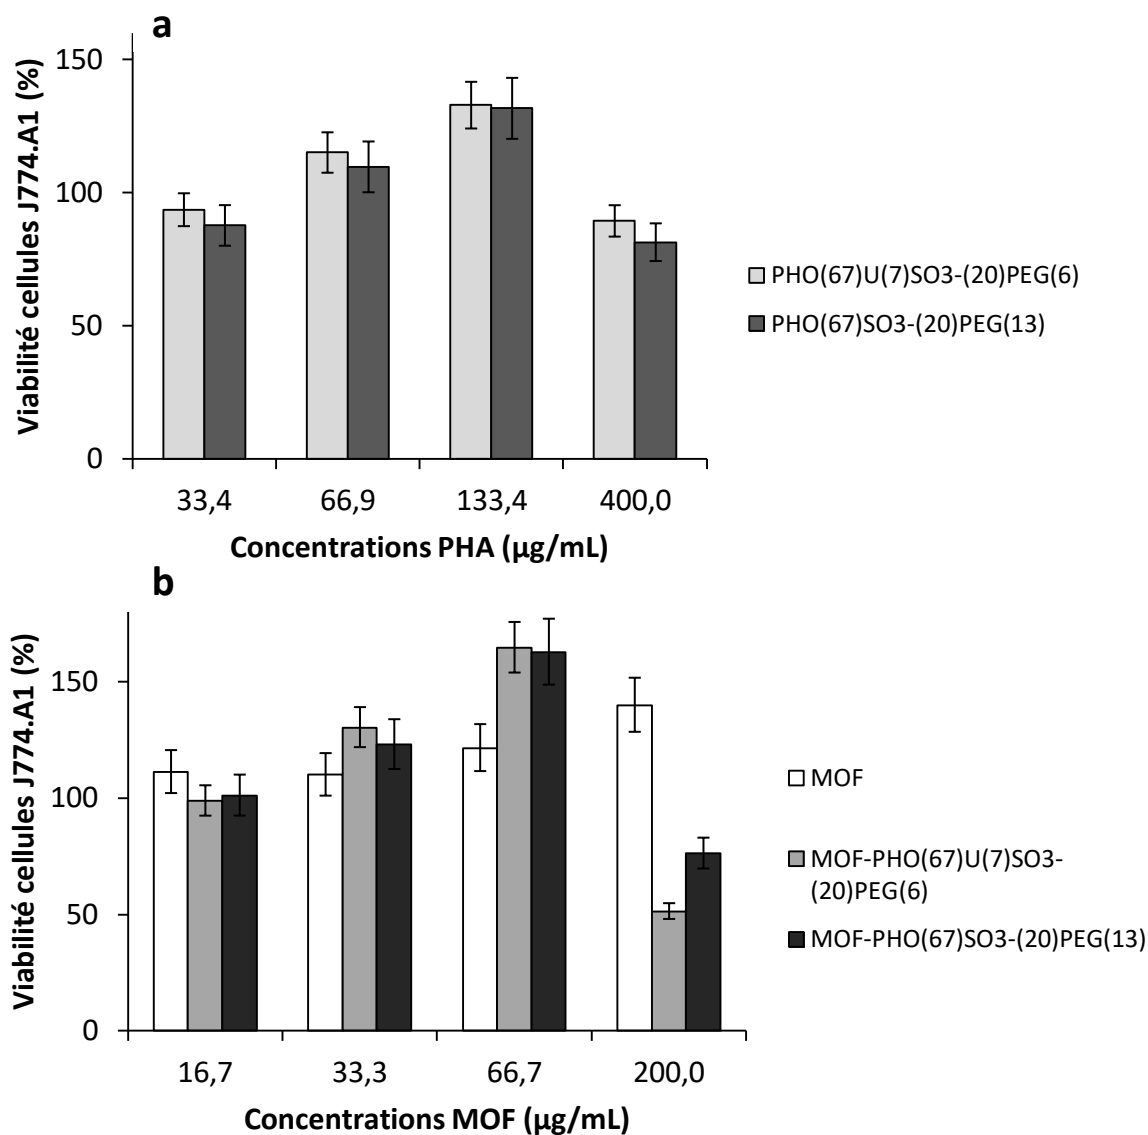 a
Viabilité cellules J774.A1 (%)
150
100
50
0
33,4 66,9 133,4 400,0
Concentrations PHA (µg/mL)
PHO(67)U(7)SO3-(20)PEG(6)
PHO(67)SO3-(20)PEG(13)
b
Viabilité cellules J774.A1 (%)
150
100
50
0
16,7 33,3 66,7 200,0
Concentrations MOF (µg/mL)
MOF
MOF-PHO(67)U(7)SO3-
(20)PEG(6)
MOF-PHO(67)SO3-(20)PEG(13)